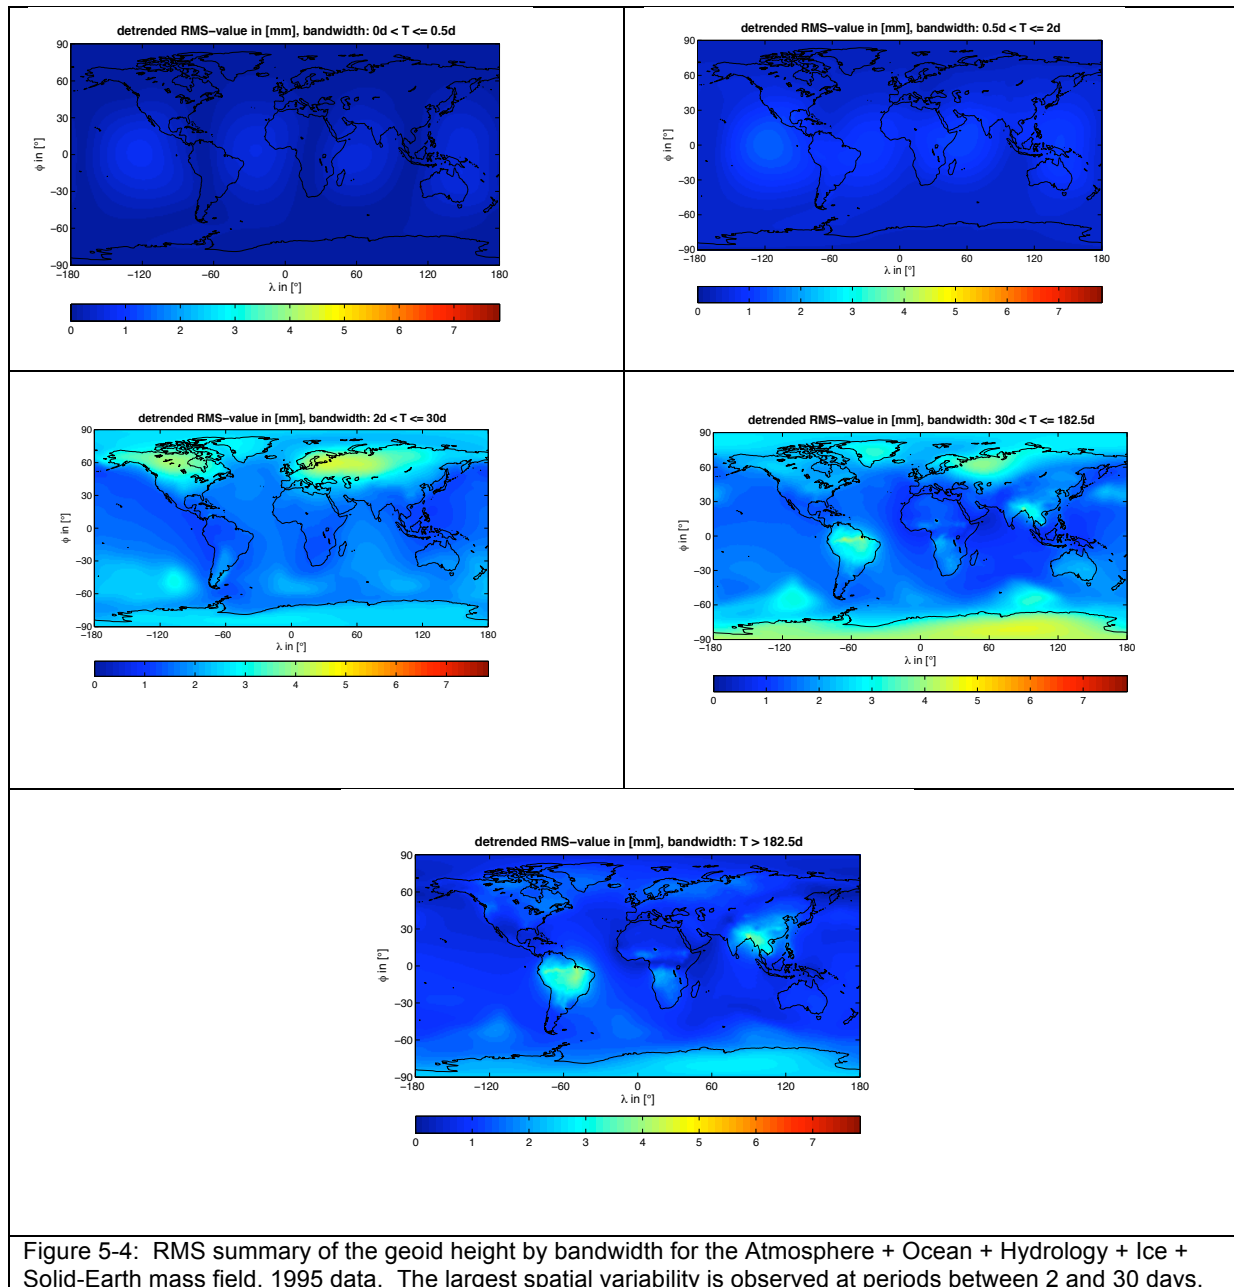 detrended RMS-value in [mm], bandwidth: 0d < T <= 0.5d
90
60
30
0
-30
-60
-90
φ in [°]
-180 -120 -60 0 60 120 180
λ in [°]
0 1 2 3 4 5 6 7
detrended RMS-value in [mm], bandwidth: 0.5d < T <= 2d
90
60
30
0
-30
-60
-90
φ in [°]
-180 -120 -60 0 60 120 180
λ in [°]
0 1 2 3 4 5 6 7
detrended RMS-value in [mm], bandwidth: 2d < T <= 30d
90
60
30
0
-30
-60
-90
φ in [°]
-180 -120 -60 0 60 120 180
λ in [°]
0 1 2 3 4 5 6 7
detrended RMS-value in [mm], bandwidth: 30d < T <= 182.5d
90
60
30
0
-30
-60
-90
φ in [°]
-180 -120 -60 0 60 120 180
λ in [°]
0 1 2 3 4 5 6 7
detrended RMS-value in [mm], bandwidth: T > 182.5d
90
60
30
0
-30
-60
-90
φ in [°]
-180 -120 -60 0 60 120 180
λ in [°]
0 1 2 3 4 5 6 7
Figure 5-4: RMS summary of the geoid height by bandwidth for the Atmosphere + Ocean + Hydrology + Ice +
Solid-Earth mass field, 1995 data. The largest spatial variability is observed at periods between 2 and 30 days.